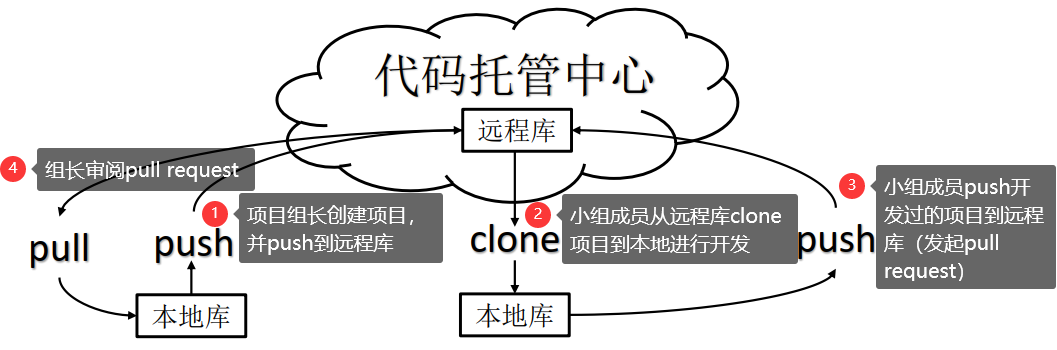 代码托管中心
远程库
4 组长审阅pull request
1 项目组长创建项目，
并push到远程库
2 小组成员从远程库clone
项目到本地进行开发
3 小组成员push开
发过的项目到远程
库（发起pull
request）
pull
push
clone
push
本地库
本地库